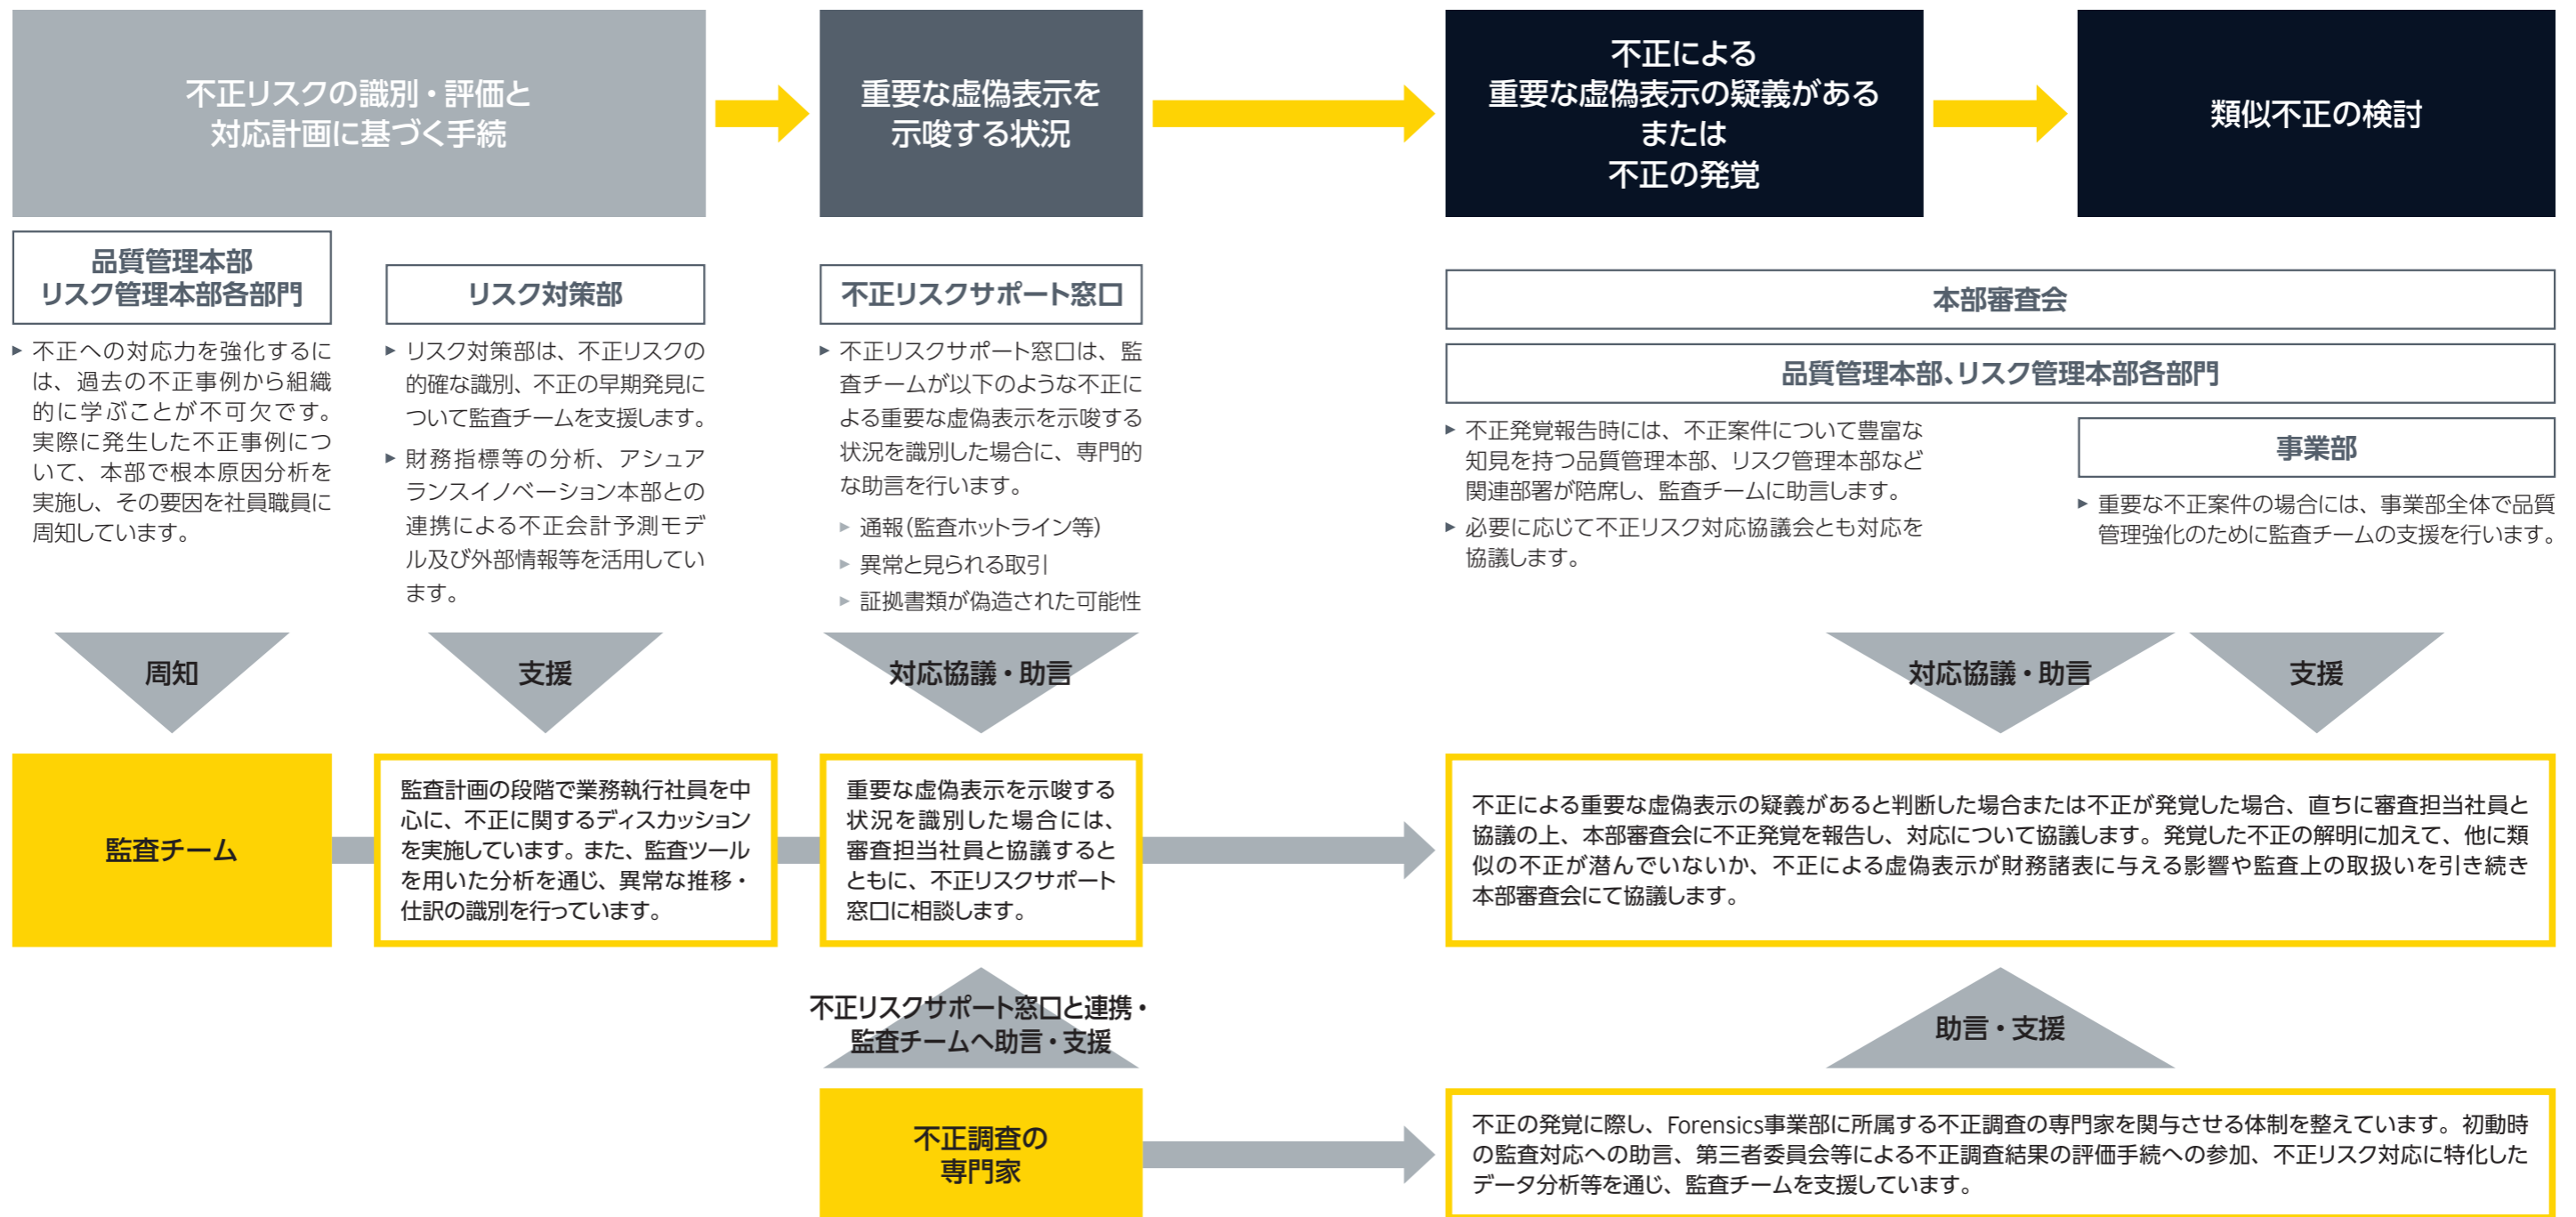 不正リスクの識別・評価と
対応計画に基づく手続
重要な虚偽表示を
示唆する状況
不正による
重要な虚偽表示の疑義がある
または
不正の発覚
類似不正の検討
品質管理本部
リスク管理本部各部門
▶ 不正への対応力を強化するに
は、過去の不正事例から組織
的に学ぶことが不可欠です。
実際に発生した不正事例につ
いて、本部で根本原因分析を
実施し、その要因を社員職員に
周知しています。
リスク対策部
▶ リスク対策部は、不正リスクの
的確な識別、不正の早期発見に
ついて監査チームを支援します。
▶ 財務指標等の分析、アシュア
ランスイノベーション本部との
連携による不正会計予測モデ
ル及び外部情報等を活用してい
ます。
不正リスクサポート窓口
▶ 不正リスクサポート窓口は、監
査チームが以下のような不正に
よる重要な虚偽表示を示唆する
状況を識別した場合に、専門的
な助言を行います。
▶ 通報（監査ホットライン等）
▶ 異常と見られる取引
▶ 証拠書類が偽造された可能性
本部審査会
品質管理本部、リスク管理本部各部門
▶ 不正発覚報告時には、不正案件について豊富な
知見を持つ品質管理本部、リスク管理本部など
関連部署が陪席し、監査チームに助言します。
▶ 必要に応じて不正リスク対応協議会とも対応を
協議します。
事業部
▶ 重要な不正案件の場合には、事業部全体で品質
管理強化のために監査チームの支援を行います。
周知
支援
対応協議・助言
対応協議・助言
支援
監査チーム
監査計画の段階で業務執行社員を中
心に、不正に関するディスカッション
を実施しています。また、監査ツール
を用いた分析を通じ、異常な推移・
仕訳の識別を行っています。
重要な虚偽表示を示唆する
状況を識別した場合には、
審査担当社員と協議すると
ともに、不正リスクサポート
窓口に相談します。
不正による重要な虚偽表示の疑義があると判断した場合または不正が発覚した場合、直ちに審査担当社員と
協議の上、本部審査会に不正発覚を報告し、対応について協議します。発覚した不正の解明に加えて、他に類
似の不正が潜んでいないか、不正による虚偽表示が財務諸表に与える影響や監査上の取扱いを引き続き
本部審査会にて協議します。
不正リスクサポート窓口と連携・
監査チームへ助言・支援
助言・支援
不正調査の
専門家
不正の発覚に際し、Forensics事業部に所属する不正調査の専門家を関与させる体制を整えています。初動時
の監査対応への助言、第三者委員会等による不正調査結果の評価手続への参加、不正リスク対応に特化した
データ分析等を通じ、監査チームを支援しています。